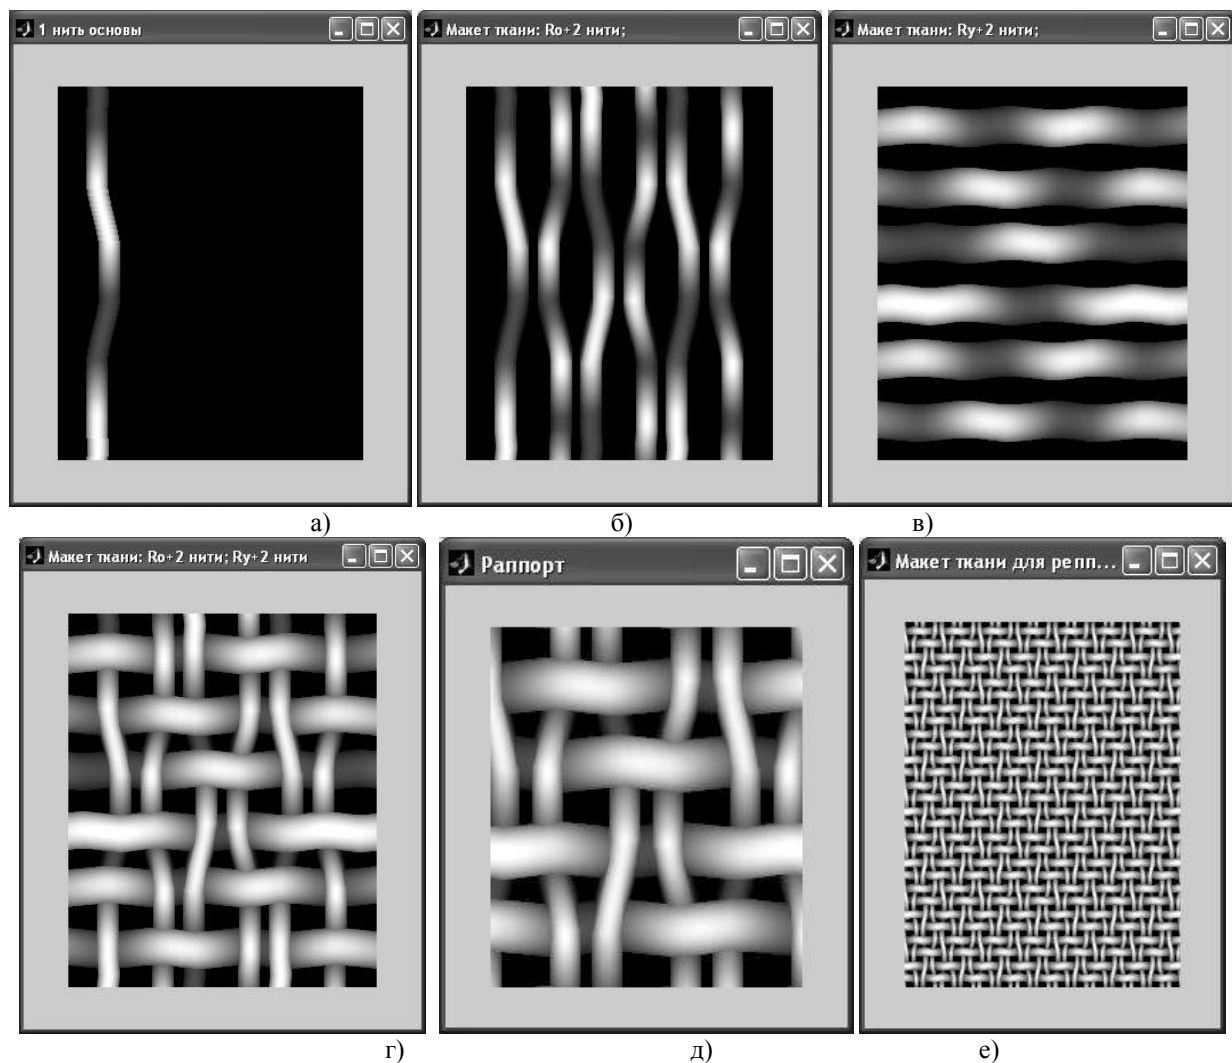 1 нить основы
Макет ткани: Ro+2 нити;
Макет ткани: Ry+2 нити;
а)
б)
в)
Макет ткани: Ro+2 нити; Ry+2 нити
Раппорт
Макет ткани для репп...
г)
д)
е)